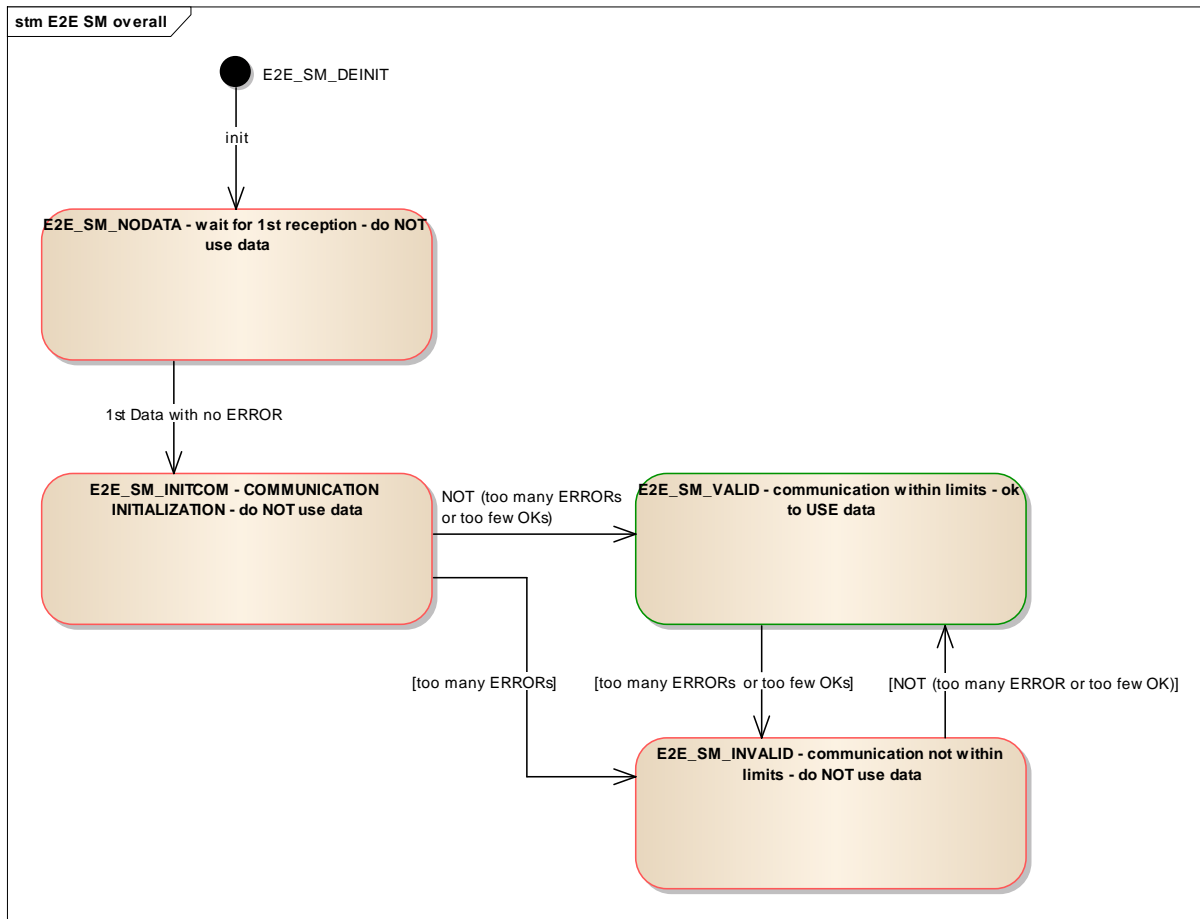 stm E2E SM overall
E2E_SM_DEINIT
init
E2E_SM_NODATA - wait for 1st reception - do NOT
use data
1st Data with no ERROR
E2E_SM_INITCOM - COMMUNICATION
INITIALIZATION - do NOT use data
NOT (too many ERRORs
or too few OKs)
E2E_SM_VALID - communication within limits - ok
to USE data
[too many ERRORs]
[too many ERRORs or too few OKs]
[NOT (too many ERROR or too few OK)]
E2E_SM_INVALID - communication not within
limits - do NOT use data